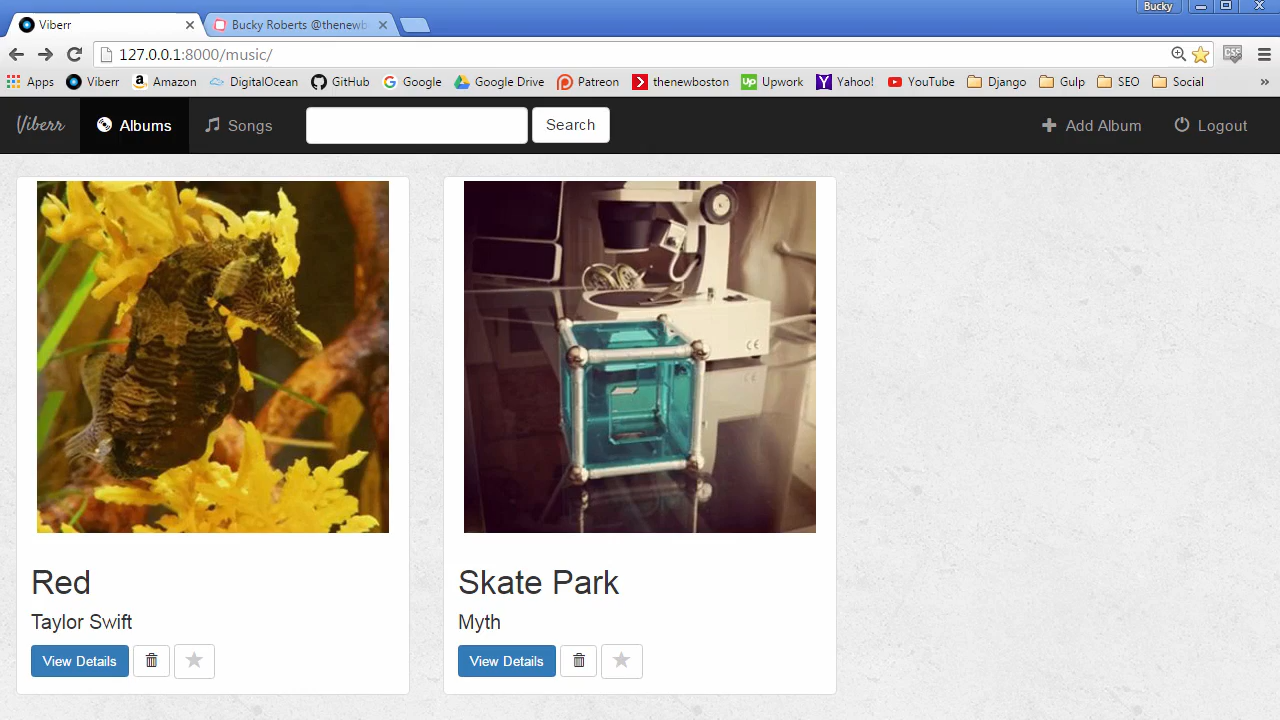 Bucky
Viberr
Bucky Roberts @thenewb
127.0.0.1:8000/music/
Apps Viberr Amazon DigitalOcean GitHub Google Google Drive Patreon thenewboston Upwork Yahoo! YouTube Django Gulp SEO Social »
Viberr Albums Songs Search Add Album Logout
Red
Taylor Swift
View Details
Skate Park
Myth
View Details